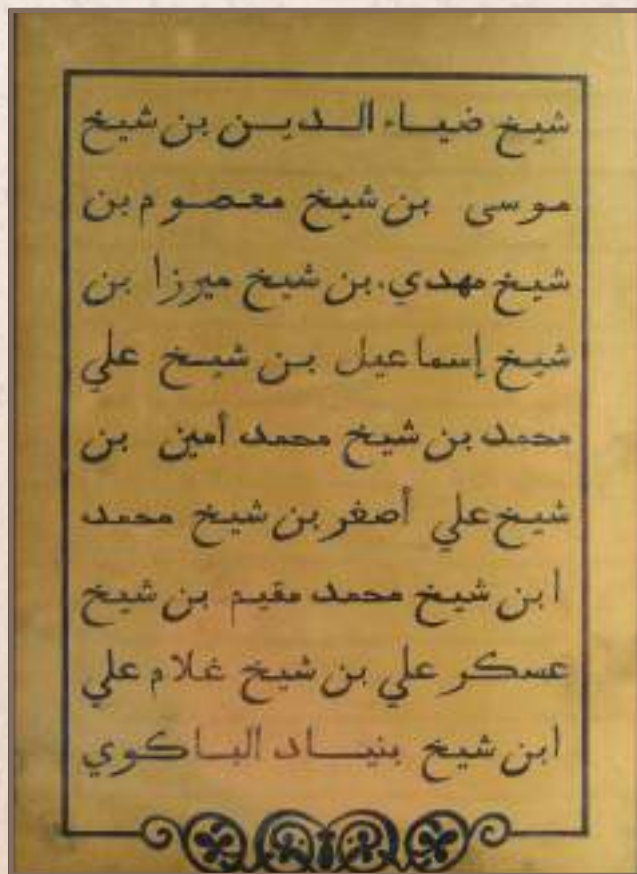 شيخ ضياء الدين بن شيخ
موسى بن شيخ معصوم بن
شيخ مهدي بن شيخ ميرزا بن
شيخ إسماعيل بن شيخ علي
محمد بن شيخ محمد أمين بن
شيخ علي أصغر بن شيخ محمد
ابن شيخ محمد مقيم بن شيخ
عسكر علي بن شيخ غلام علي
ابن شيخ بنياد الباكوي